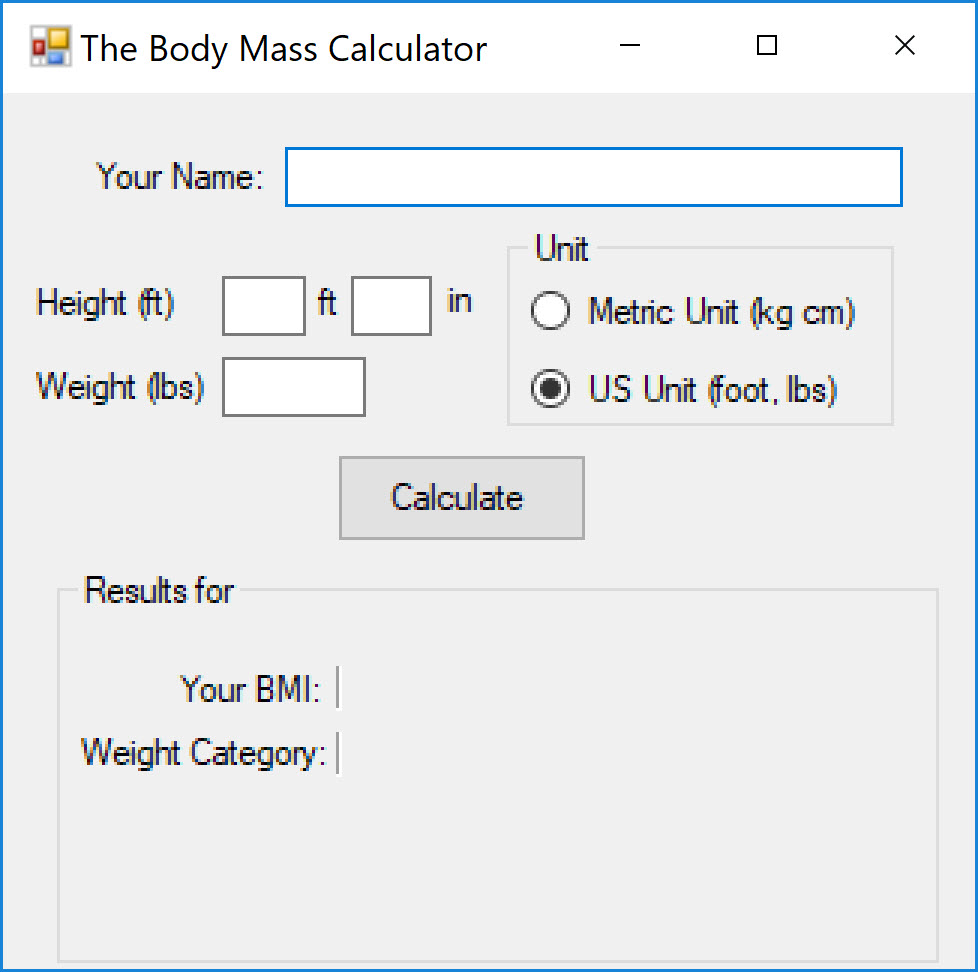 The Body Mass Calculator
Your Name:
Height (ft) ft in
Weight (lbs)
Unit
Metric Unit (kg cm)
US Unit (foot, lbs)
Calculate
Results for
Your BMI:
Weight Category: